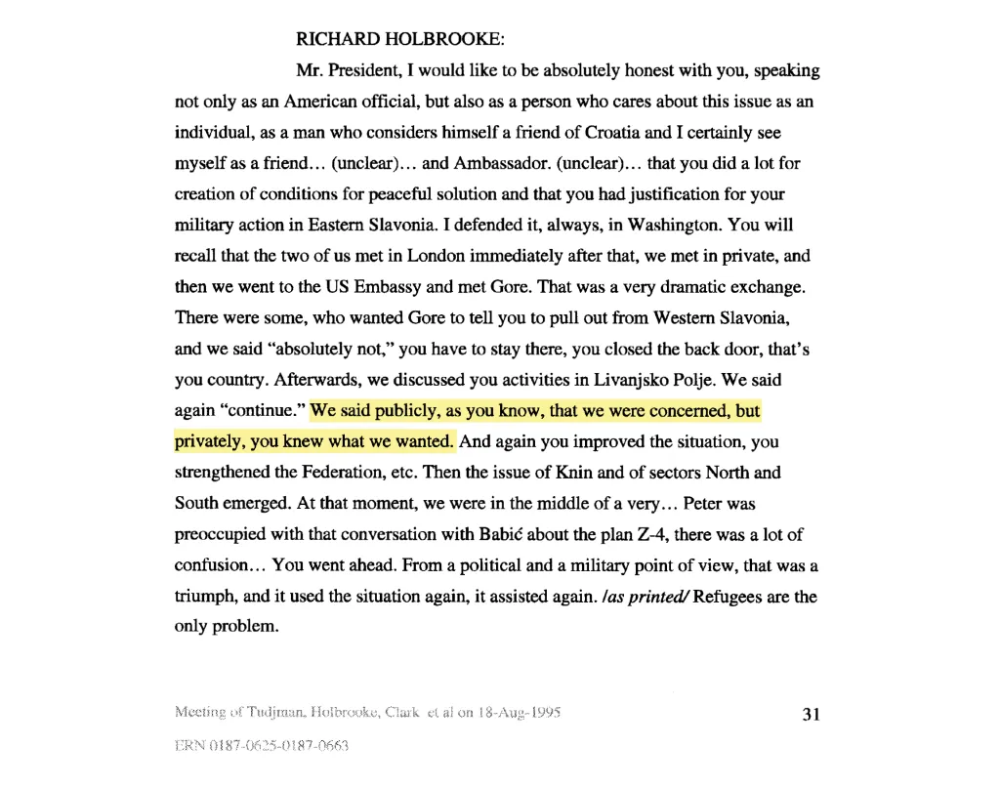 RICHARD HOLBROOKE:
Mr. President, I would like to be absolutely honest with you, speaking
not only as an American official, but also as a person who cares about this issue as an
individual, as a man who considers himself a friend of Croatia and I certainly see
myself as a friend… (unclear)… and Ambassador. (unclear)… that you did a lot for
creation of conditions for peaceful solution and that you had justification for your
military action in Eastern Slavonia. I defended it, always, in Washington. You will
recall that the two of us met in London immediately after that, we met in private, and
then we went to the US Embassy and met Gore. That was a very dramatic exchange.
There were some, who wanted Gore to tell you to pull out from Western Slavonia,
and we said “absolutely not,” you have to stay there, you closed the back door, that’s
you country. Afterwards, we discussed you activities in Livanjsko Polje. We said
again “continue.” We said publicly, as you know, that we were concerned, but
privately, you knew what we wanted. And again you improved the situation, you
strengthened the Federation, etc. Then the issue of Knin and of sectors North and
South emerged. At that moment, we were in the middle of a very… Peter was
preoccupied with that conversation with Babić about the plan Z-4, there was a lot of
confusion… You went ahead. From a political and a military point of view, that was a
triumph, and it used the situation again, it assisted again. /as printed/ Refugees are the
only problem.
Meeting of Tudjman, Holbrooke, Clark et al on 18-Aug-1995 31
ERN 0187-0625-0187-0663